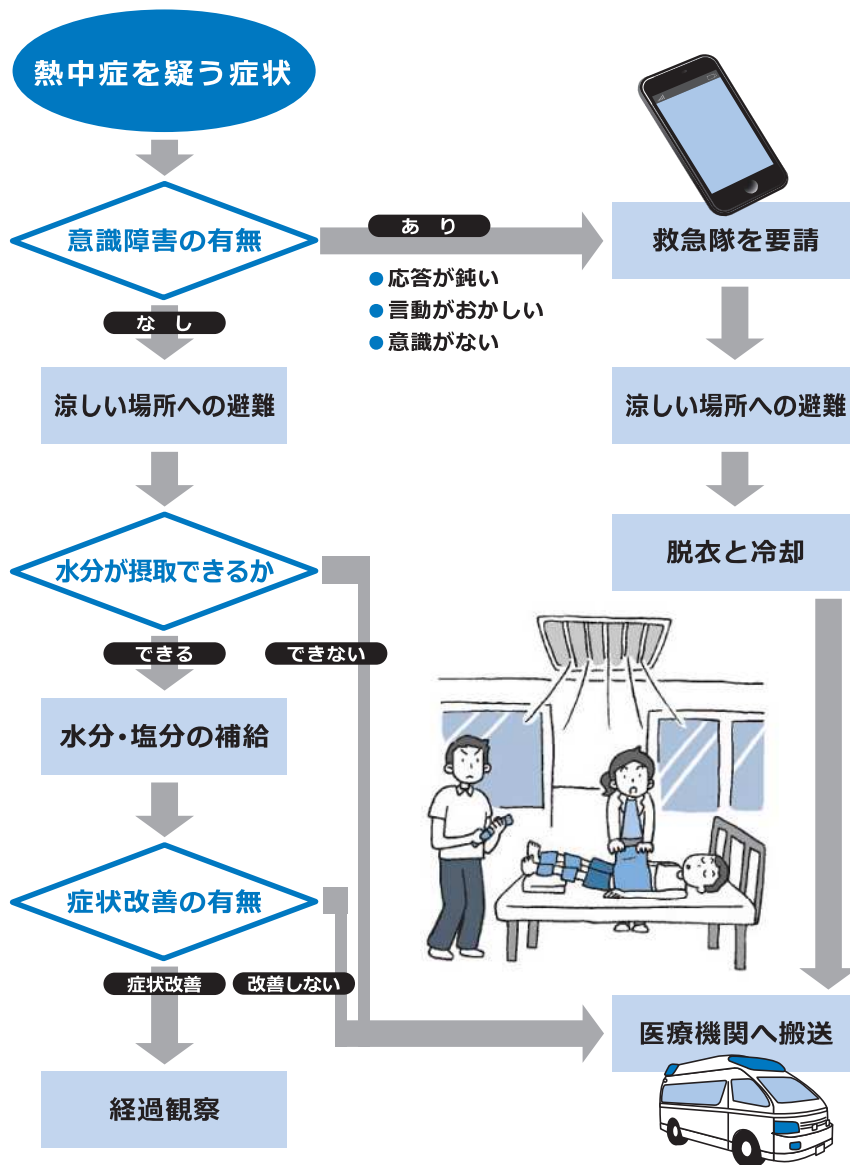 熱中症を疑う症状
意識障害の有無
あり
救急隊を要請
●応答が鈍い
●言動がおかしい
●意識がない
なし
涼しい場所への避難
涼しい場所への避難
水分が摂取できるか
脱衣と冷却
できる
できない
水分・塩分の補給
症状改善の有無
症状改善
改善しない
医療機関へ搬送
経過観察